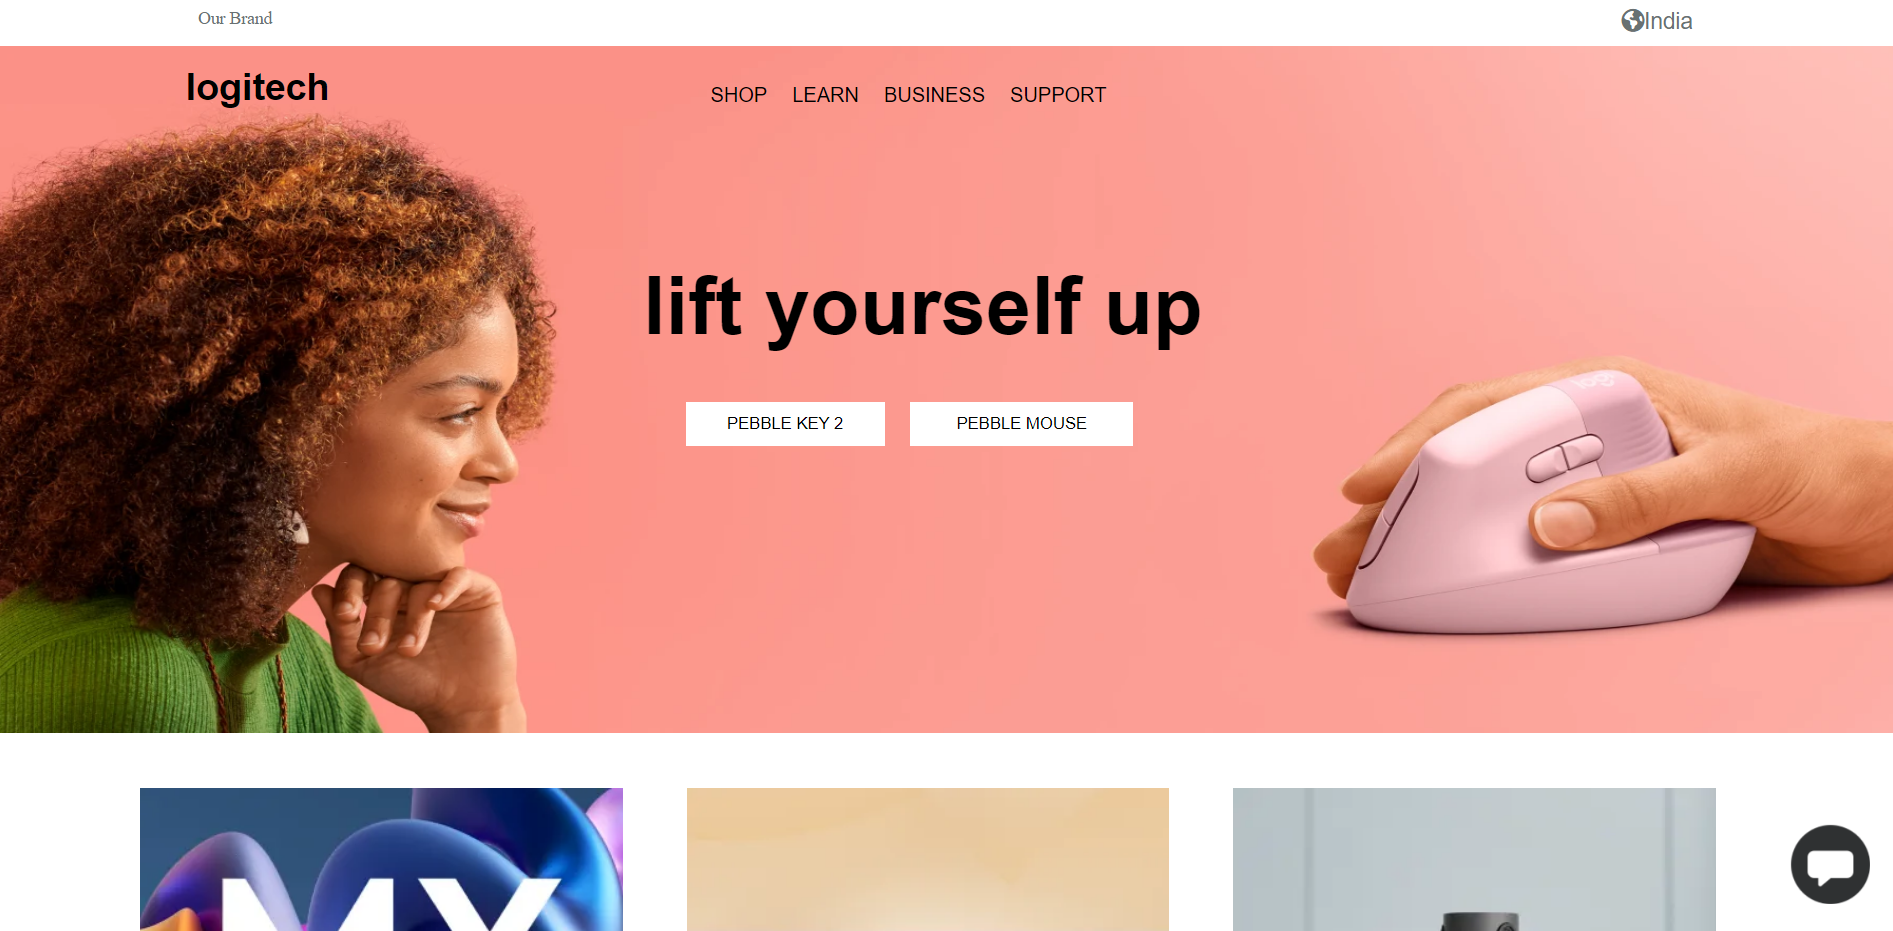 Our Brand
India
logitech
SHOP LEARN BUSINESS SUPPORT
lift yourself up
PEBBLE KEY 2
PEBBLE MOUSE
MX